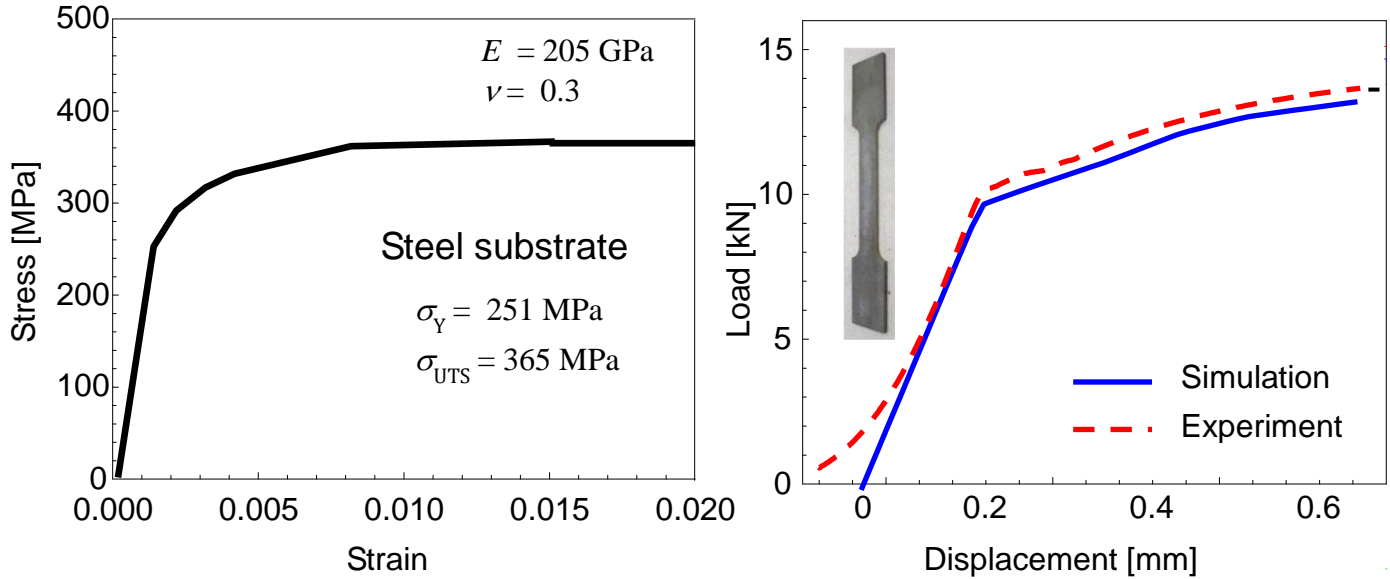 500
400
300
200
100
0
Stress [MPa]
0.000
0.005
0.010
0.015
0.020
Strain
E = 205 GPa
ν = 0.3
Steel substrate
σY = 251 MPa
σUTS = 365 MPa
15
10
5
0
Load [kN]
0
0.2
0.4
0.6
Displacement [mm]
Simulation
Experiment